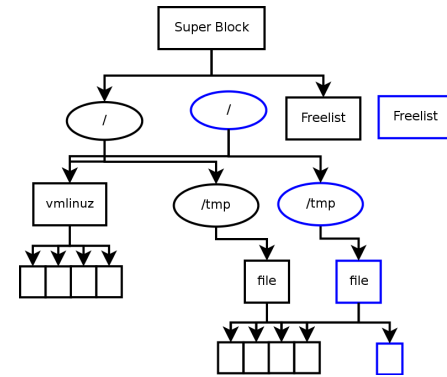 Super Block
/
/
Freelist
Freelist
vmlinuz
/tmp
/tmp
file
file